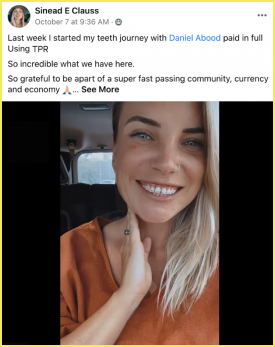 Sinead E Clauss
October 7 at 9:36 AM ·
Last week I started my teeth journey with Daniel Abood paid in full
Using TPR
So incredible what we have here.
So grateful to be apart of a super fast passing community, currency
and economy 🙏🏼... See More